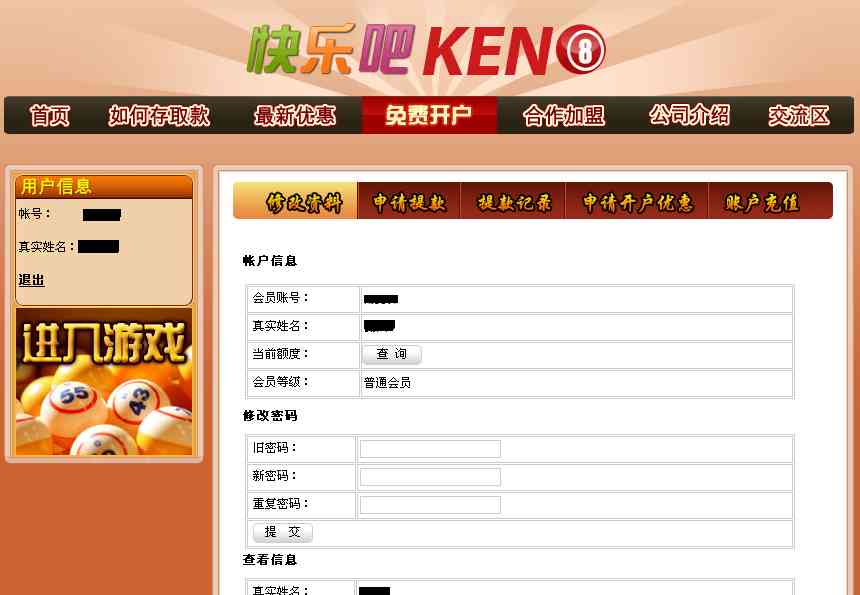 快乐吧KENO 8
首页 如何存取款 最新优惠 免费开户 合作加盟 公司介绍 交流区
用户信息
帐号：
真实姓名：
退出
进入游戏
55 43
修改资料 申请提款 提款记录 申请开户优惠 账户充值
帐户信息
会员账号：
真实姓名：
当前额度： 查 询
会员等级： 普通会员
修改密码
旧密码：
新密码：
重复密码：
提 交
查看信息
真实姓名：